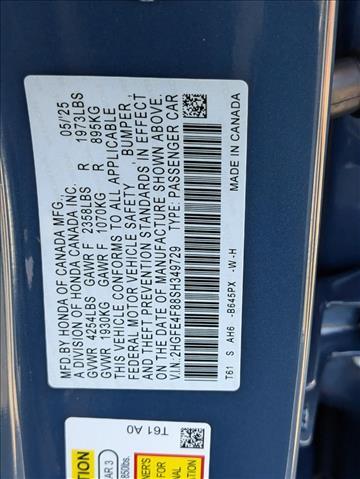 MFD BY HONDA OF CANADA MFG.,
A DIVISION OF HONDA CANADA INC. 05/'25
GVWR 4254LBS GAWR F 2358LBS R 1973LBS
GVWR 1930KG GAWR F 1070KG R 895KG
THIS VEHICLE CONFORMS TO ALL APPLICABLE
FEDERAL MOTOR VEHICLE SAFETY , BUMPER ,
AND THEFT PREVENTION STANDARDS IN EFFECT
ON THE DATE OF MANUFACTURE SHOWN ABOVE.
V.I.N: 2HGFE4F88SH349729 TYPE: PASSENGER CAR
T61 S AH6 -B645PX -W-H MADE IN CANADA
T61 A0